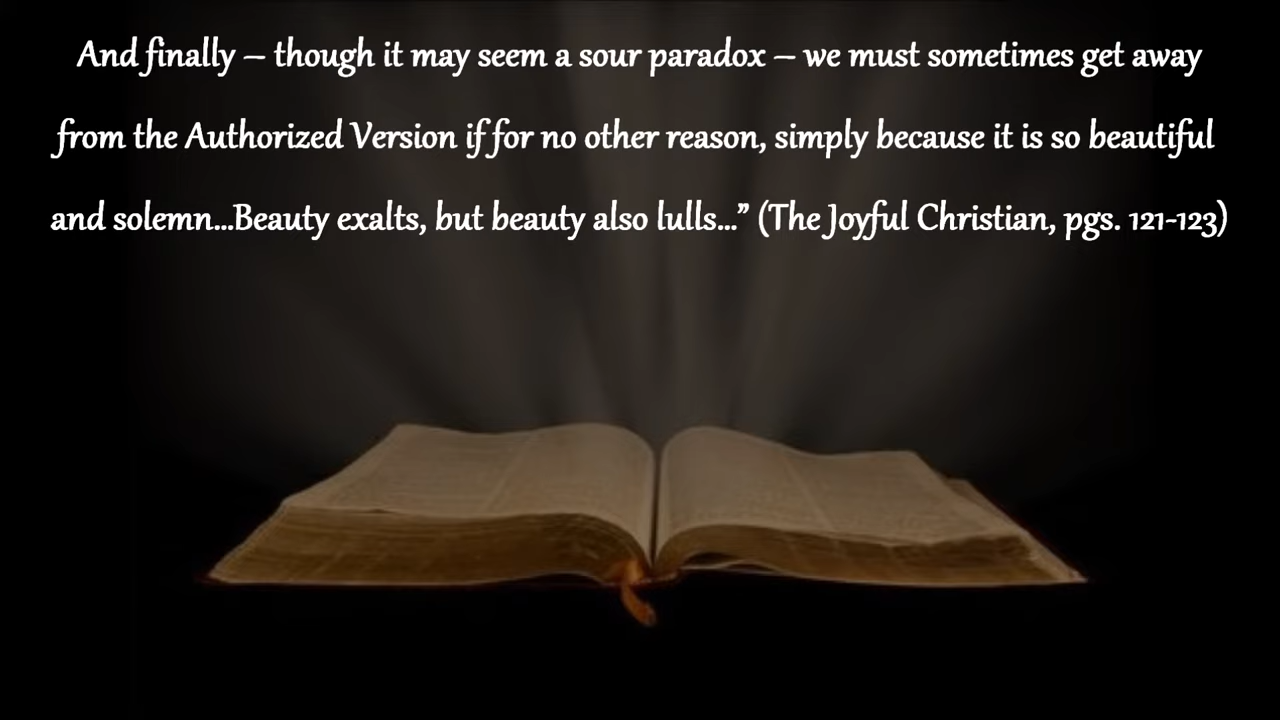 And finally – though it may seem a sour paradox – we must sometimes get away
from the Authorized Version if for no other reason, simply because it is so beautiful
and solemn...Beauty exalts, but beauty also lulls...” (The Joyful Christian, pgs. 121-123)